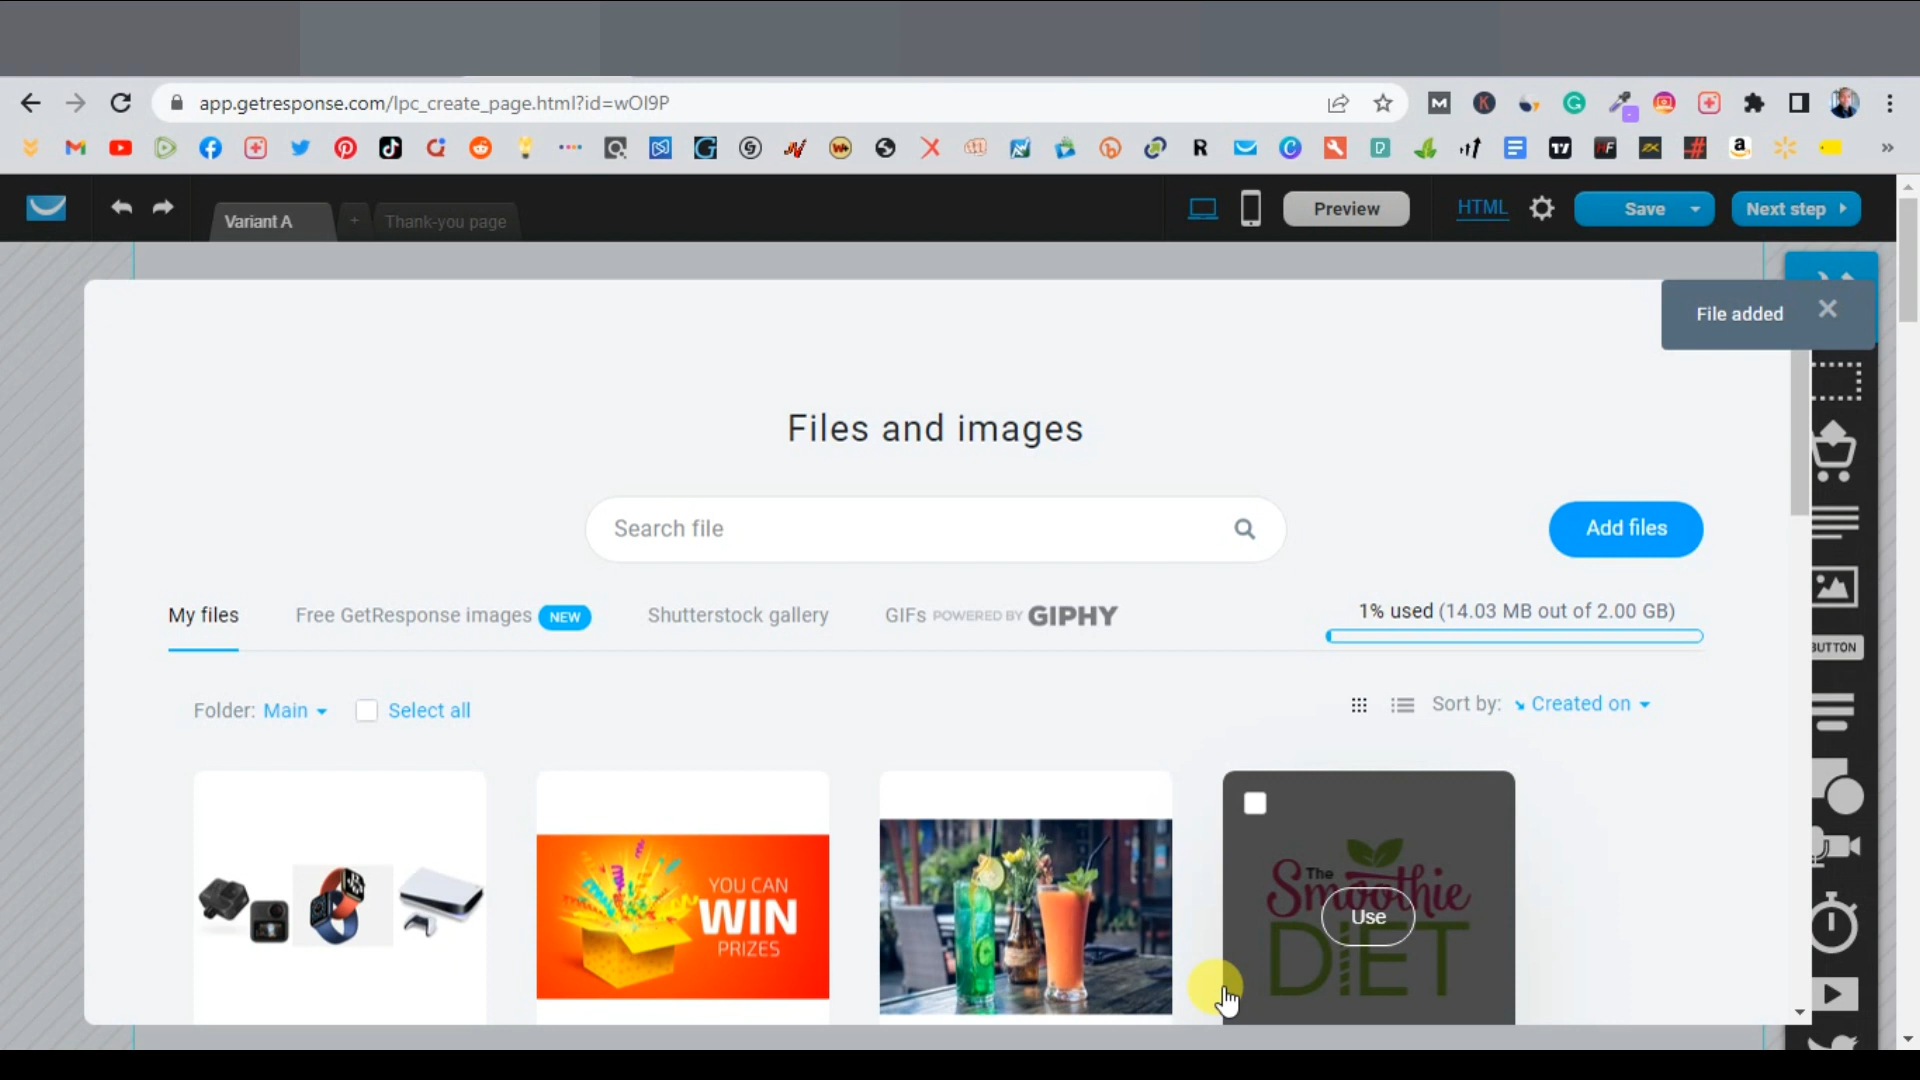 app.getresponse.com/lpc_create_page.html?id=wOI9P
Variant A
+
Thank-you page
Preview
HTML
Save
Next step
File added
Files and images
Search file
Add files
My files
Free GetResponse images NEW
Shutterstock gallery
GIFs POWERED BY GIPHY
1% used (14.03 MB out of 2.00 GB)
BUTTON
Folder: Main
Select all
Sort by: Created on
YOU CAN
WIN
PRIZES
The
Smoothie
DIET
Use